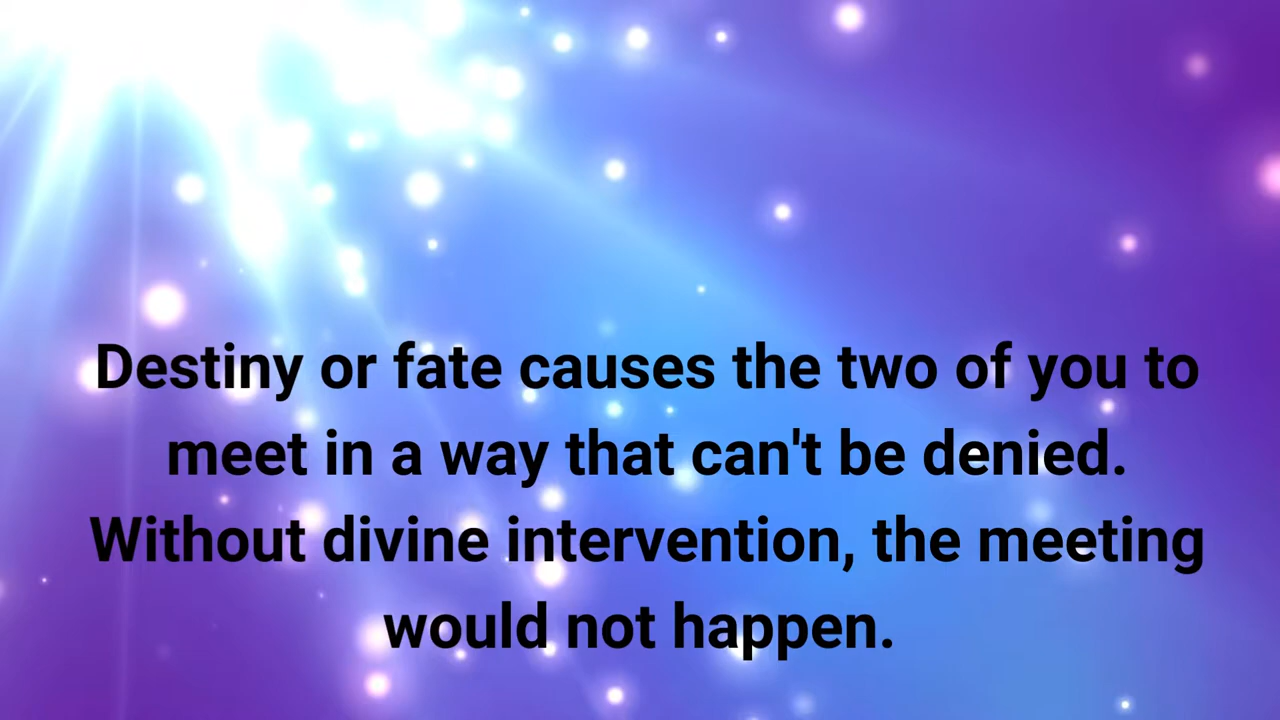 Destiny or fate causes the two of you to
meet in a way that can't be denied.
Without divine intervention, the meeting
would not happen.